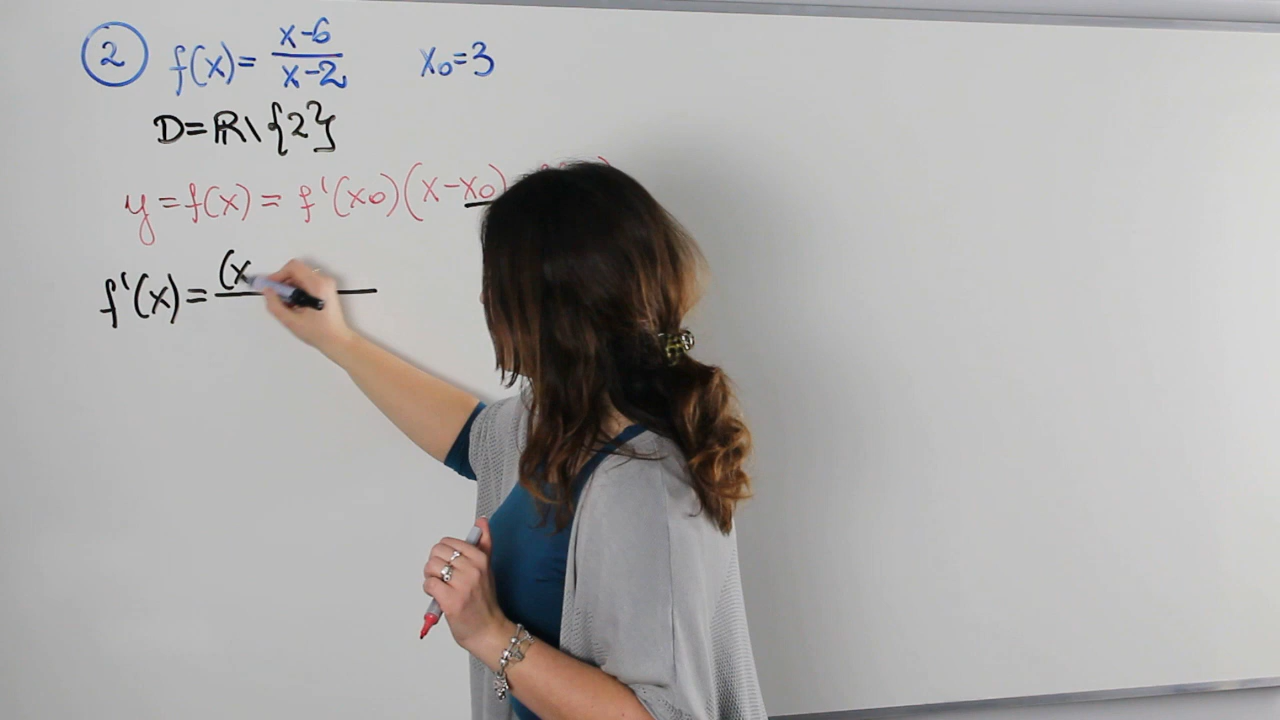 2 f(x) = x-6 / x-2 x₀=3
D=ℝ\{2}
y = f(x) = f'(x₀)(x-x₀)
f'(x) = (x